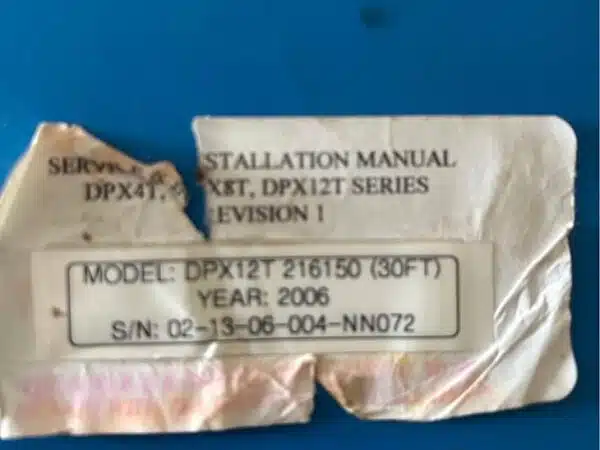 SERVICE STALLATION MANUAL
DPX4T, X8T, DPX12T SERIES
EVISION 1
MODEL: DPX12T 216150 (30FT)
YEAR: 2006
S/N: 02-13-06-004-NN072